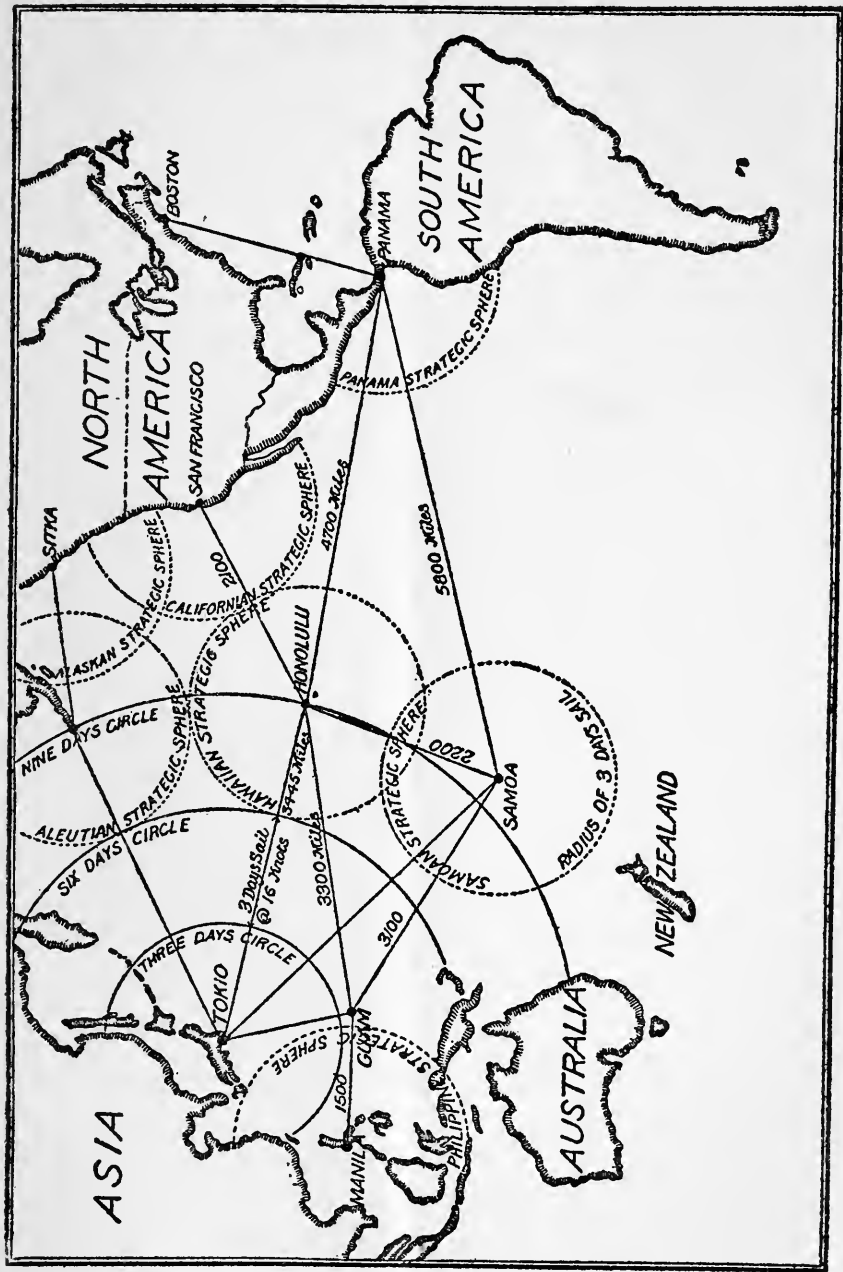 ASIA
NORTH
AMERICA
SOUTH
AMERICA
AUSTRALIA
NEW ZEALAND
SITKA
SAN FRANCISCO
BOSTON
PANAMA
HONOLULU
TOKIO
GUAM
MANILA
SAMOA
ALASKAN STRATEGIC SPHERE
CALIFORNIAN STRATEGIC SPHERE
ALEUTIAN STRATEGIC SPHERE
HAWAIIAN STRATEGIC SPHERE
PANAMA STRATEGIC SPHERE
SAMOAN STRATEGIC SPHERE
RADIUS OF 3 DAYS SAIL
STRATEGIC SPHERE
NINE DAYS CIRCLE
SIX DAYS CIRCLE
THREE DAYS CIRCLE
3 Days Sail
@ 16 Knots
3445 Miles
3300 Miles
2100
4700 Miles
5800 Miles
2200
3100
1500